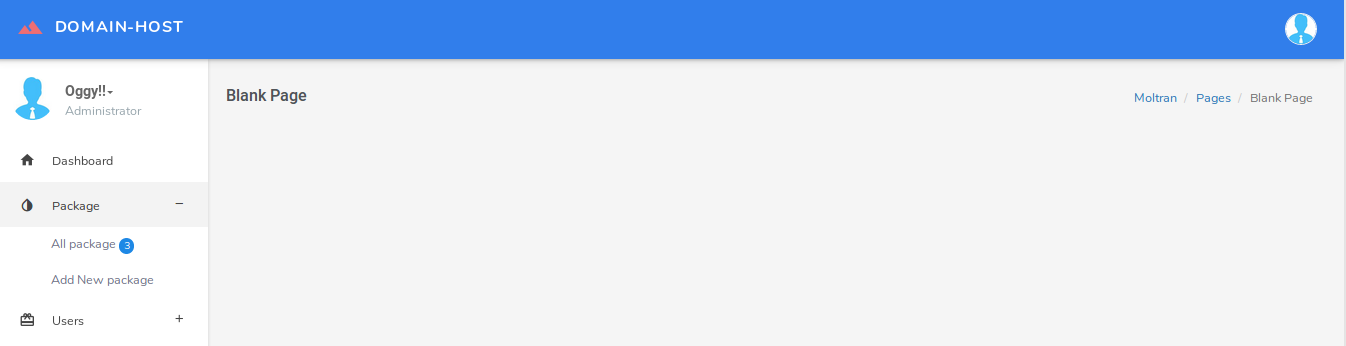 DOMAIN-HOST
Oggy!!
Administrator
Blank Page
Moltran / Pages / Blank Page
Dashboard
Package −
All package 3
Add New package
Users +